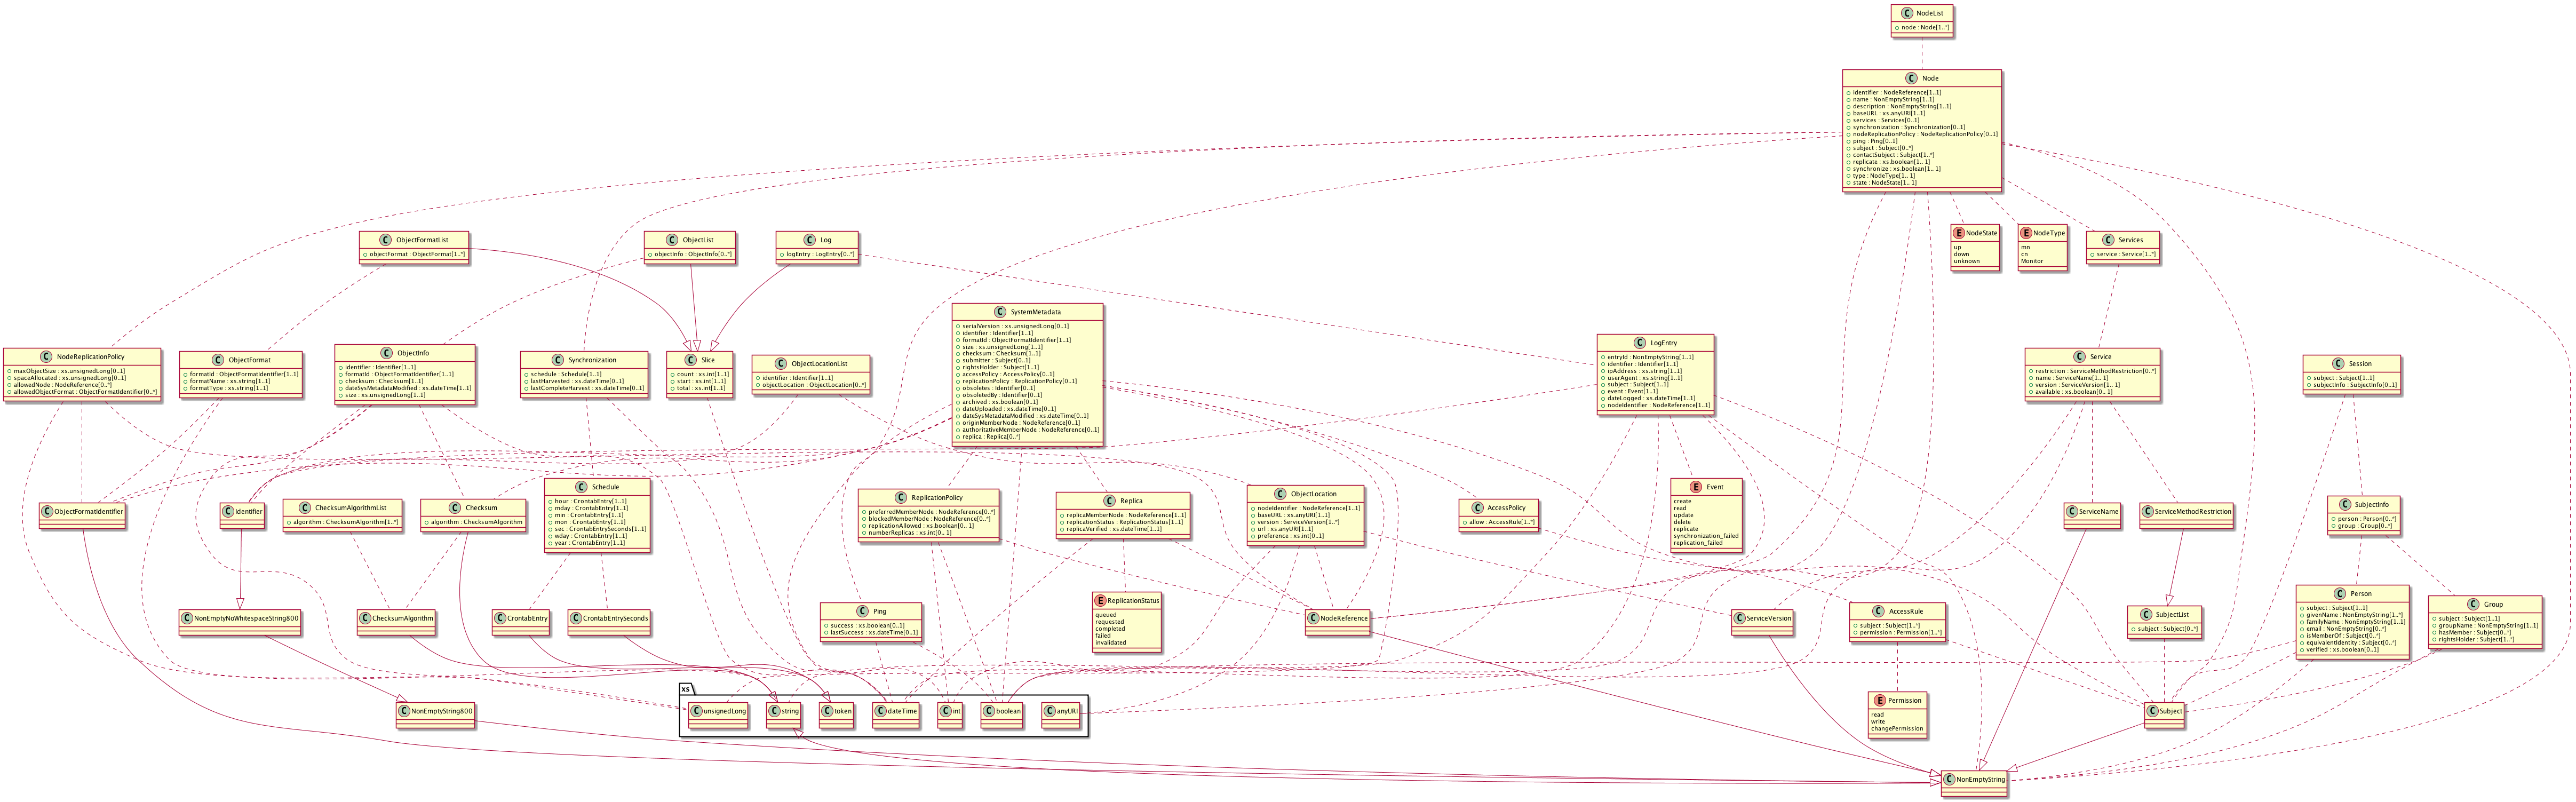 NodeList
node : Node[1..*]
Node
identifier : NodeReference[1..1]
name : NonEmptyString[1..1]
description : NonEmptyString[1..1]
baseURL : xs.anyURI[1..1]
services : Services[0..1]
synchronization : Synchronization[0..1]
nodeReplicationPolicy : NodeReplicationPolicy[0..1]
ping : Ping[0..1]
subject : Subject[0..*]
contactSubject : Subject[1..*]
replicate : xs.boolean[1.. 1]
synchronize : xs.boolean[1.. 1]
type : NodeType[1.. 1]
state : NodeState[1.. 1]
ObjectFormatList
objectFormat : ObjectFormat[1..*]
ObjectList
objectInfo : ObjectInfo[0..*]
Log
logEntry : LogEntry[0..*]
NodeState
up
down
unknown
NodeType
mn
cn
Monitor
Services
service : Service[1..*]
NodeReplicationPolicy
maxObjectSize : xs.unsignedLong[0..1]
spaceAllocated : xs.unsignedLong[0..1]
allowedNode : NodeReference[0..*]
allowedObjectFormat : ObjectFormatIdentifier[0..*]
ObjectFormat
formatId : ObjectFormatIdentifier[1..1]
formatName : xs.string[1..1]
formatType : xs.string[1..1]
ObjectInfo
identifier : Identifier[1..1]
formatId : ObjectFormatIdentifier[1..1]
checksum : Checksum[1..1]
dateSysMetadataModified : xs.dateTime[1..1]
size : xs.unsignedLong[1..1]
Synchronization
schedule : Schedule[1..1]
lastHarvested : xs.dateTime[0..1]
lastCompleteHarvest : xs.dateTime[0..1]
Slice
count : xs.int[1..1]
start : xs.int[1..1]
total : xs.int[1..1]
ObjectLocationList
identifier : Identifier[1..1]
objectLocation : ObjectLocation[0..*]
SystemMetadata
serialVersion : xs.unsignedLong[0..1]
identifier : Identifier[1..1]
formatId : ObjectFormatIdentifier[1..1]
size : xs.unsignedLong[1..1]
checksum : Checksum[1..1]
submitter : Subject[0..1]
rightsHolder : Subject[1..1]
accessPolicy : AccessPolicy[0..1]
replicationPolicy : ReplicationPolicy[0..1]
obsoletes : Identifier[0..1]
obsoletedBy : Identifier[0..1]
archived : xs.boolean[0..1]
dateUploaded : xs.dateTime[0..1]
dateSysMetadataModified : xs.dateTime[0..1]
originMemberNode : NodeReference[0..1]
authoritativeMemberNode : NodeReference[0..1]
replica : Replica[0..*]
LogEntry
entryId : NonEmptyString[1..1]
identifier : Identifier[1..1]
ipAddress : xs.string[1..1]
userAgent : xs.string[1..1]
subject : Subject[1..1]
event : Event[1..1]
dateLogged : xs.dateTime[1..1]
nodeIdentifier : NodeReference[1..1]
Service
restriction : ServiceMethodRestriction[0..*]
name : ServiceName[1.. 1]
version : ServiceVersion[1.. 1]
available : xs.boolean[0.. 1]
Session
subject : Subject[1..1]
subjectInfo : SubjectInfo[0..1]
ObjectFormatIdentifier
Identifier
ChecksumAlgorithmList
algorithm : ChecksumAlgorithm[1..*]
Checksum
algorithm : ChecksumAlgorithm
Schedule
hour : CrontabEntry[1..1]
mday : CrontabEntry[1..1]
min : CrontabEntry[1..1]
mon : CrontabEntry[1..1]
sec : CrontabEntrySeconds[1..1]
wday : CrontabEntry[1..1]
year : CrontabEntry[1..1]
ReplicationPolicy
preferredMemberNode : NodeReference[0..*]
blockedMemberNode : NodeReference[0..*]
replicationAllowed : xs.boolean[0.. 1]
numberReplicas : xs.int[0.. 1]
Replica
replicaMemberNode : NodeReference[1..1]
replicationStatus : ReplicationStatus[1..1]
replicaVerified : xs.dateTime[1..1]
ObjectLocation
nodeIdentifier : NodeReference[1..1]
baseURL : xs.anyURI[1..1]
version : ServiceVersion[1..*]
url : xs.anyURI[1..1]
preference : xs.int[0..1]
AccessPolicy
allow : AccessRule[1..*]
Event
create
read
update
delete
replicate
synchronization_failed
replication_failed
ServiceName
ServiceMethodRestriction
SubjectInfo
person : Person[0..*]
group : Group[0..*]
NonEmptyNoWhitespaceString800
ChecksumAlgorithm
CrontabEntry
CrontabEntrySeconds
Ping
success : xs.boolean[0..1]
lastSuccess : xs.dateTime[0..1]
ReplicationStatus
queued
requested
completed
failed
invalidated
NodeReference
ServiceVersion
AccessRule
subject : Subject[1..*]
permission : Permission[1..*]
SubjectList
subject : Subject[0..*]
Person
subject : Subject[1..1]
givenName : NonEmptyString[1..*]
familyName : NonEmptyString[1..1]
email : NonEmptyString[0..*]
isMemberOf : Subject[0..*]
equivalentIdentity : Subject[0..*]
verified : xs.boolean[0..1]
Group
subject : Subject[1..1]
groupName : NonEmptyString[1..1]
hasMember : Subject[0..*]
rightsHolder : Subject[1..*]
NonEmptyString800
xs
unsignedLong
string
token
dateTime
int
boolean
anyURI
Permission
read
write
changePermission
Subject
NonEmptyString